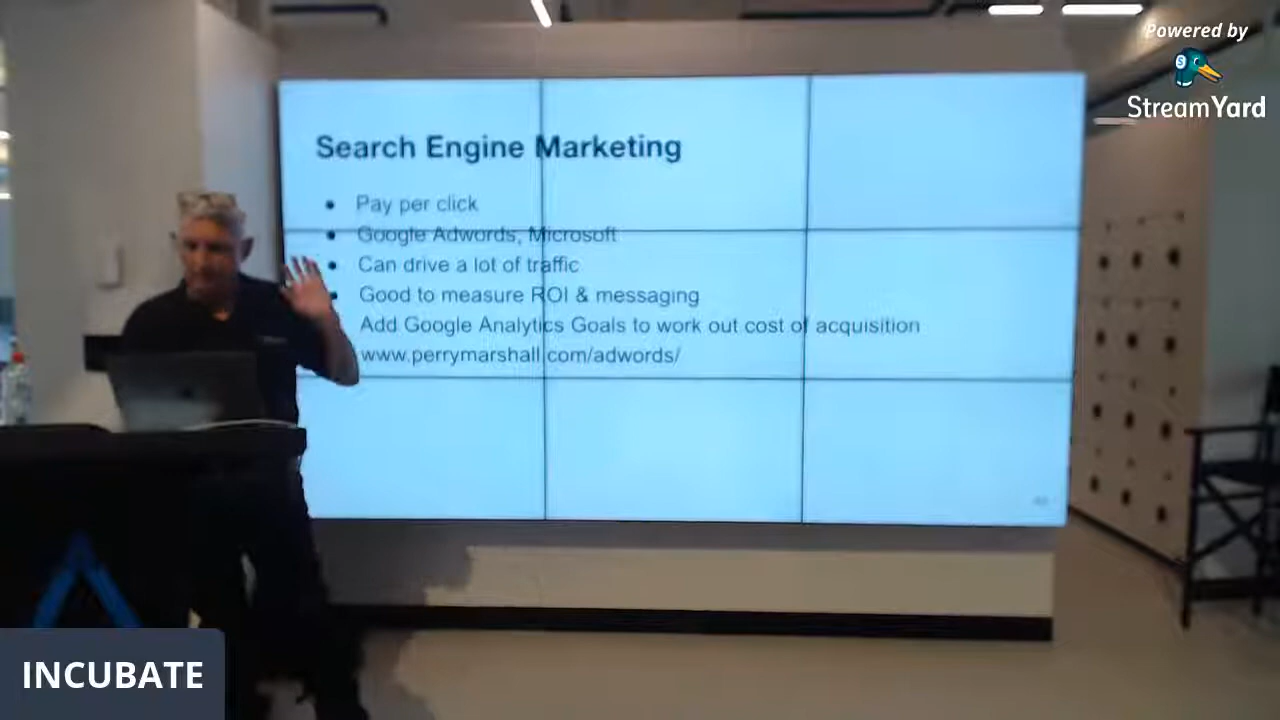 Powered by
StreamYard
Search Engine Marketing
• Pay per click
• Google Adwords, Microsoft
• Can drive a lot of traffic
• Good to measure ROI & messaging
Add Google Analytics Goals to work out cost of acquisition
www.perrymarshall.com/adwords/
INCUBATE